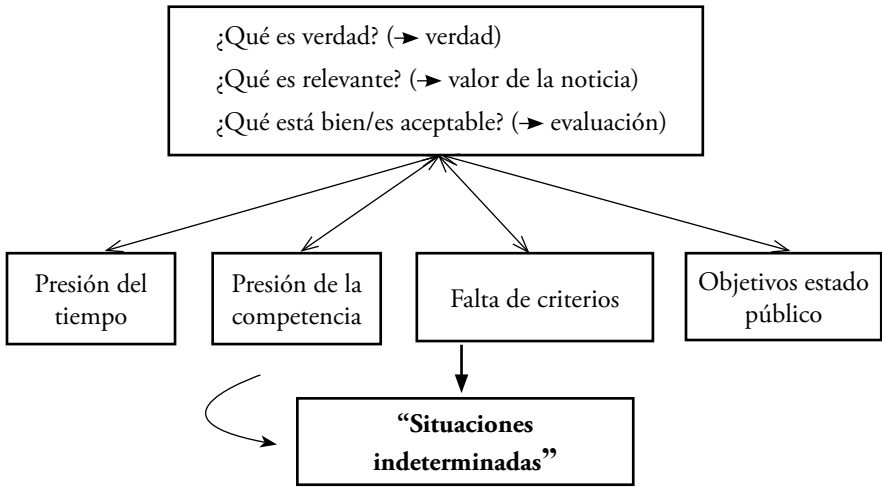 ¿Qué es verdad? (→ verdad)
¿Qué es relevante? (→ valor de la noticia)
¿Qué está bien/es aceptable? (→ evaluación)
Presión del
tiempo
Presión de la
competencia
Falta de criterios
Objetivos estado
público
“Situaciones
indeterminadas”